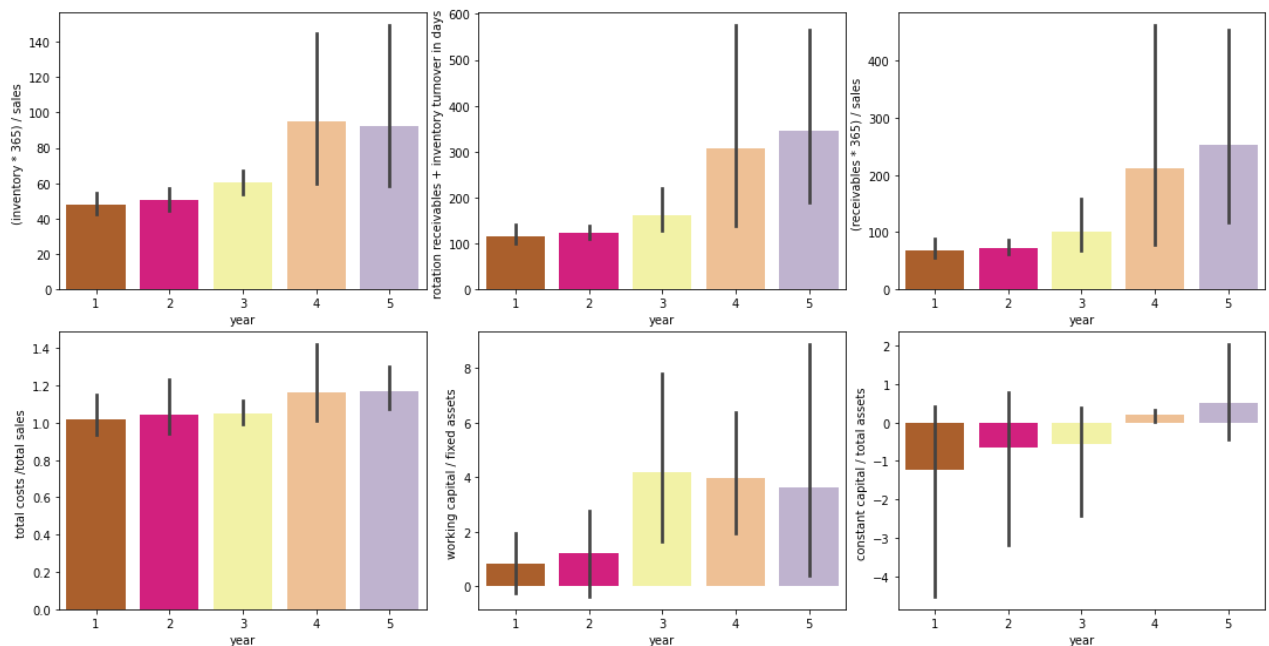 (inventory * 365) / sales
140
120
100
80
60
40
20
0
1 2 3 4 5
year
rotation receivables + inventory turnover in days
600
500
400
300
200
100
0
1 2 3 4 5
year
(receivables * 365) / sales
400
300
200
100
0
1 2 3 4 5
year
total costs /total sales
1.4
1.2
1.0
0.8
0.6
0.4
0.2
0.0
1 2 3 4 5
year
working capital / fixed assets
8
6
4
2
0
1 2 3 4 5
year
constant capital / total assets
2
1
0
−1
−2
−3
−4
1 2 3 4 5
year